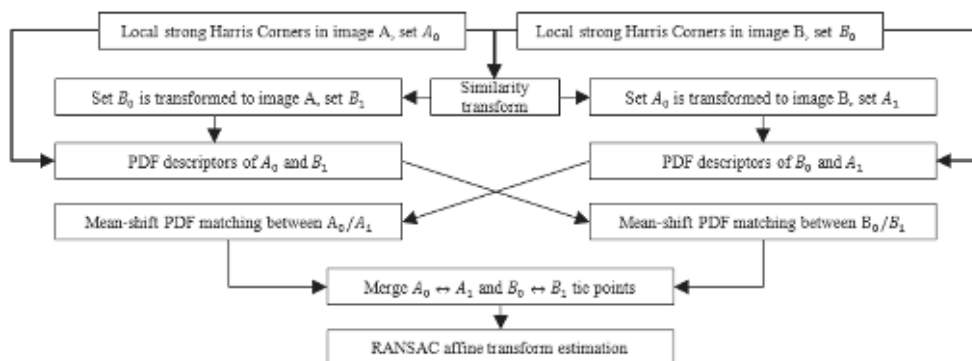 Local strong Harris Corners in image A, set A₀
Local strong Harris Corners in image B, set B₀
Set B₀ is transformed to image A, set B₁
Similarity
transform
Set A₀ is transformed to image B, set A₁
PDF descriptors of A₀ and B₁
PDF descriptors of B₀ and A₁
Mean-shift PDF matching between A₀/A₁
Mean-shift PDF matching between B₀/B₁
Merge A₀ ↔ A₁ and B₀ ↔ B₁ tie points
RANSAC affine transform estimation